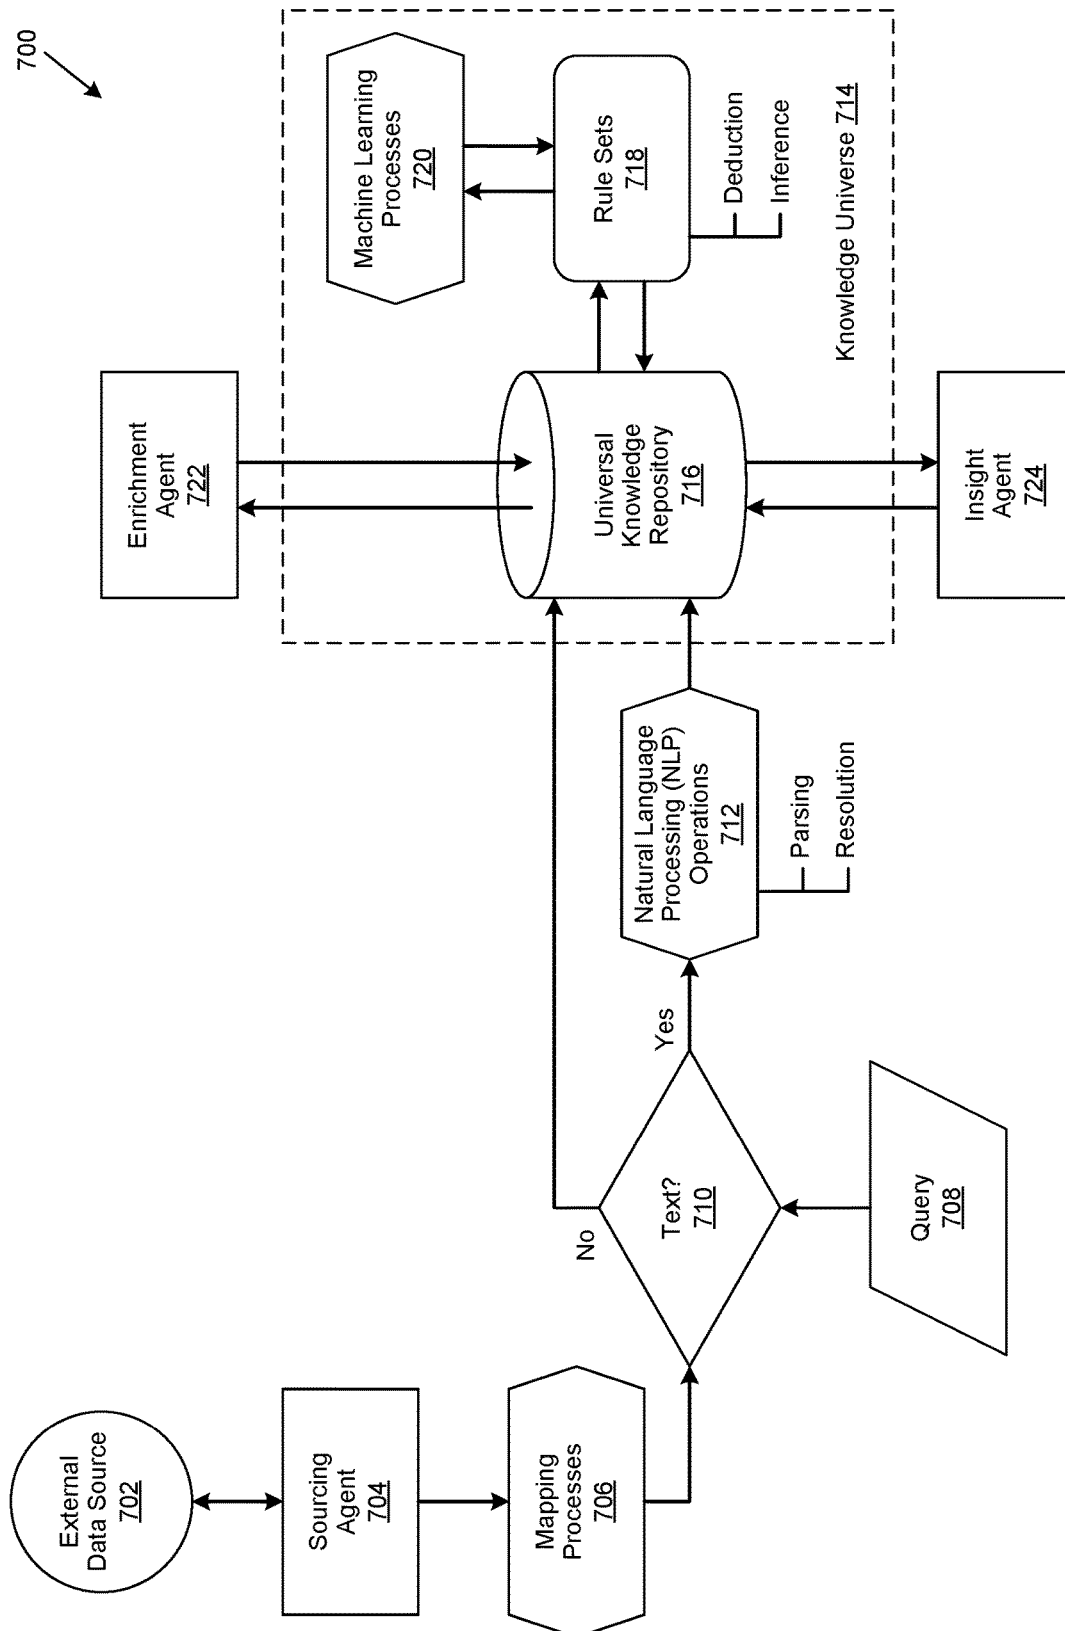 700
External
Data Source
702
Sourcing
Agent
704
Mapping
Processes
706
Query
708
Text?
710
No
Yes
Natural Language
Processing (NLP)
Operations
712
Parsing
Resolution
Enrichment
Agent
722
Universal
Knowledge
Repository
716
Insight
Agent
724
Machine Learning
Processes
720
Rule Sets
718
Deduction
Inference
Knowledge Universe 714